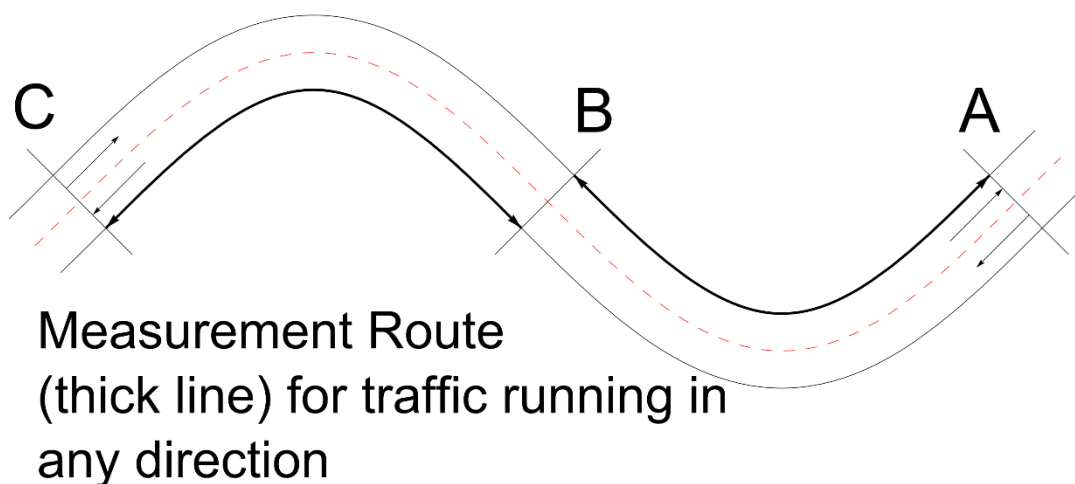 C
B
A
Measurement Route
(thick line) for traffic running in
any direction